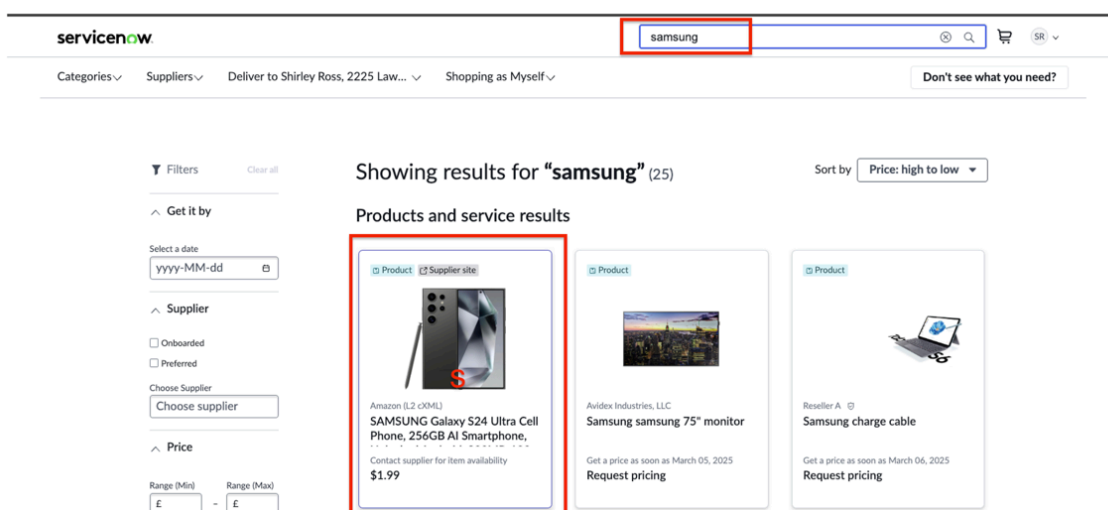 servicenow
samsung
SR
Categories
Suppliers
Deliver to Shirley Ross, 2225 Law...
Shopping as Myself
Don't see what you need?
Filters
Clear all
Showing results for “samsung” (25)
Sort by
Price: high to low
Get it by
Select a date
yyyy-MM-dd
Supplier
Onboarded
Preferred
Choose Supplier
Choose supplier
Price
Range (Min)
Range (Max)
£
-
£
Products and service results
Product
Supplier site
S
Amazon (L2 cXML)
SAMSUNG Galaxy S24 Ultra Cell
Phone, 256GB AI Smartphone,
Contact supplier for item availability
$1.99
Product
Avidex Industries, LLC
Samsung samsung 75" monitor
Get a price as soon as March 05, 2025
Request pricing
Product
Reseller A
Samsung charge cable
Get a price as soon as March 06, 2025
Request pricing